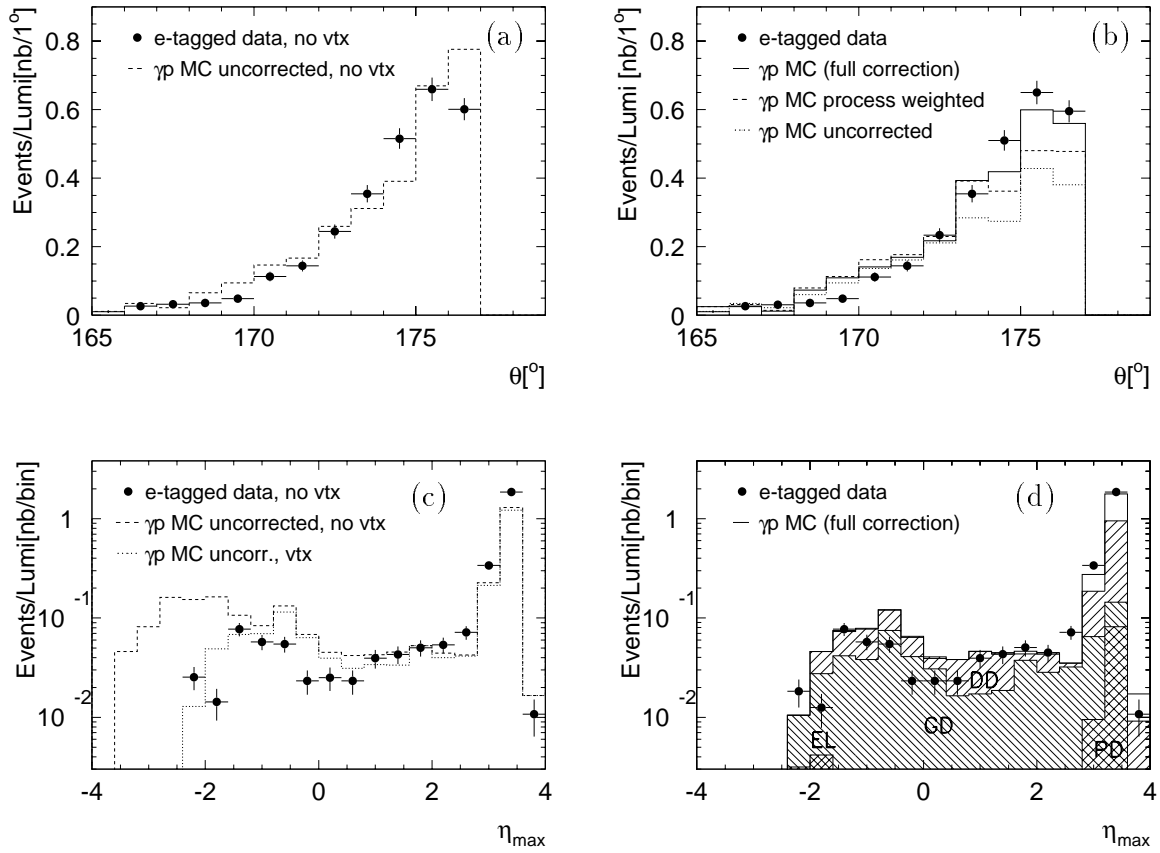 (a)
e-tagged data, no vtx
γp MC uncorrected, no vtx
Events/Lumi[nb/1°]
0.8
0.6
0.4
0.2
0
165
170
175
θ[°]
(b)
e-tagged data
γp MC (full correction)
γp MC process weighted
γp MC uncorrected
Events/Lumi [nb/1°]
0.8
0.6
0.4
0.2
0
165
170
175
θ[°]
(c)
e-tagged data, no vtx
γp MC uncorrected, no vtx
γp MC uncorr., vtx
Events/Lumi[nb/bin]
1
10⁻¹
10⁻²
-4
-2
0
2
4
ηmax
(d)
e-tagged data
γp MC (full correction)
Events/Lumi[nb/bin]
1
10⁻¹
10⁻²
EL
GD
DD
PD
-4
-2
0
2
4
ηmax